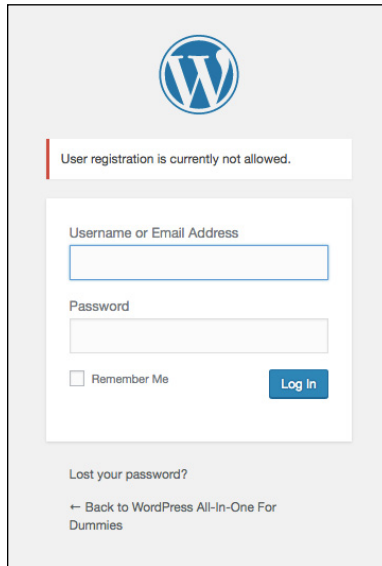 User registration is currently not allowed.
Username or Email Address
Password
Remember Me
Log In
Lost your password?
← Back to WordPress All-In-One For
Dummies